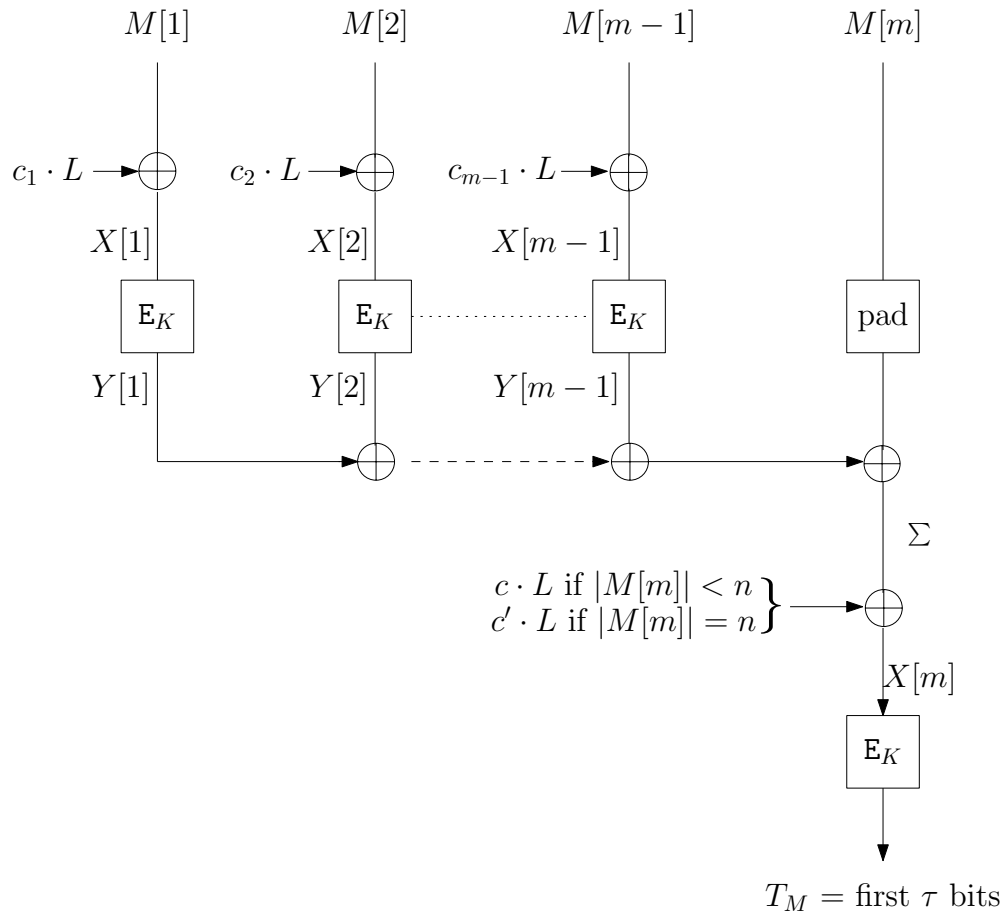 M[1] M[2] M[m − 1] M[m]
c₁ · L c₂ · L cₘ₋₁ · L
X[1] X[2] X[m − 1]
E_K E_K E_K pad
Y[1] Y[2] Y[m − 1]
Σ
c · L if |M[m]| < n
c′ · L if |M[m]| = n
X[m]
E_K
T_M = first τ bits